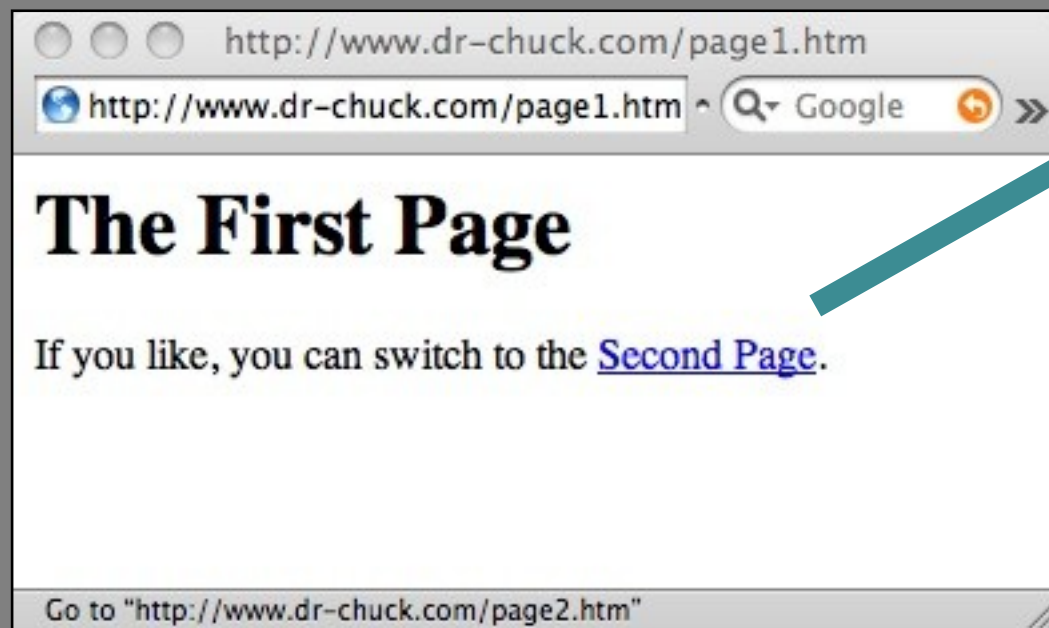 http://www.dr-chuck.com/page1.htm
http://www.dr-chuck.com/page1.htm Google
The First Page
If you like, you can switch to the Second Page.
Go to “http://www.dr-chuck.com/page2.htm”